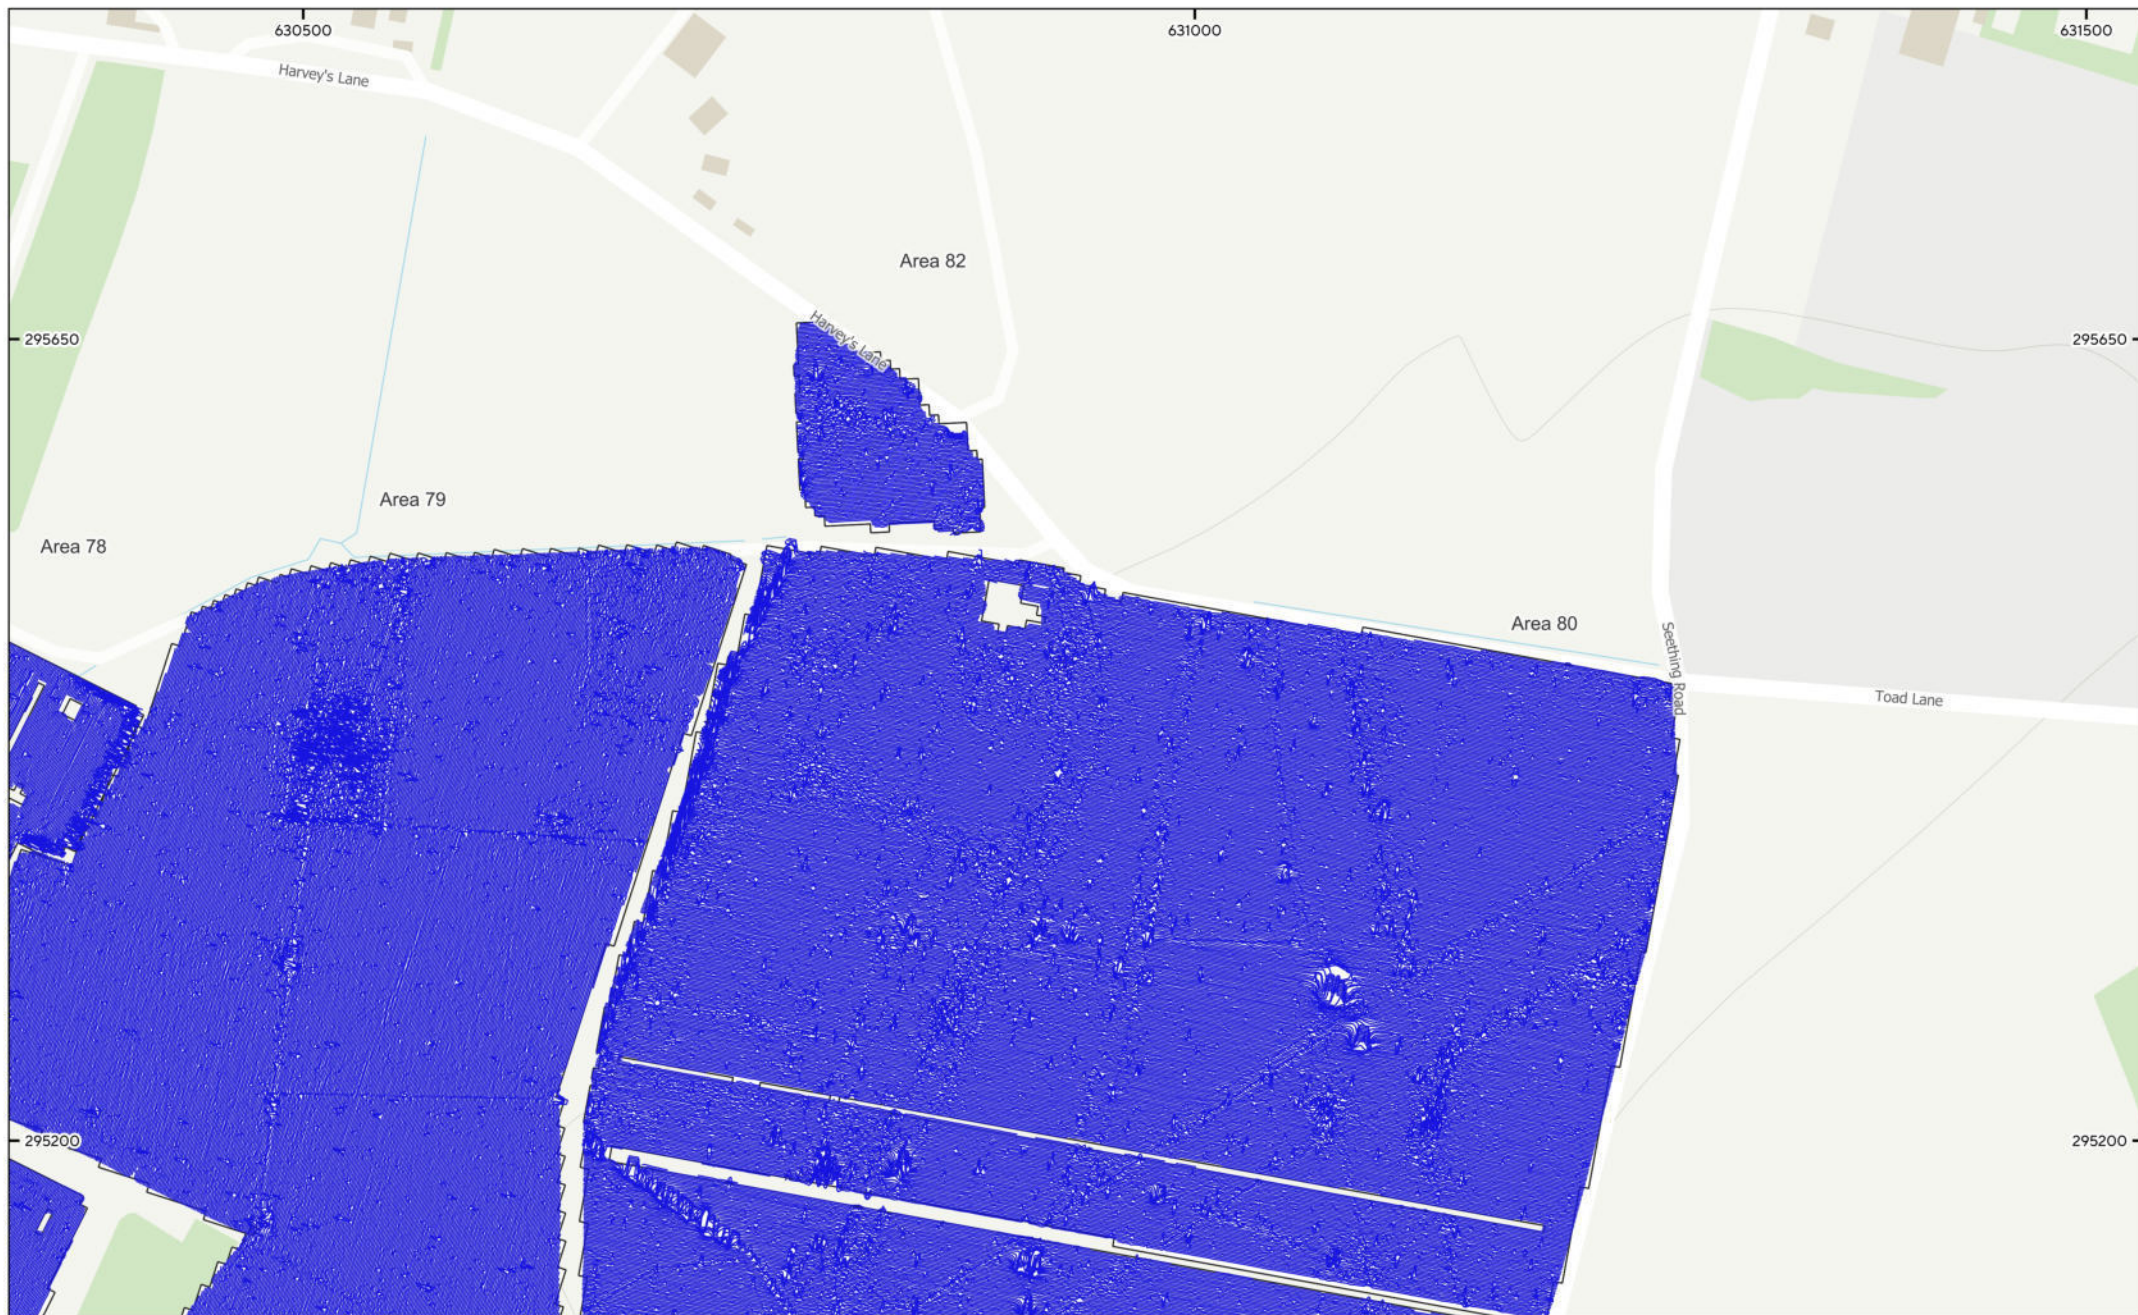 630500
631000
631500
Harvey's Lane
Area 82
Harvey's Lane
295650
295650
Area 79
Area 78
Area 80
Seething Road
Toad Lane
295200
295200